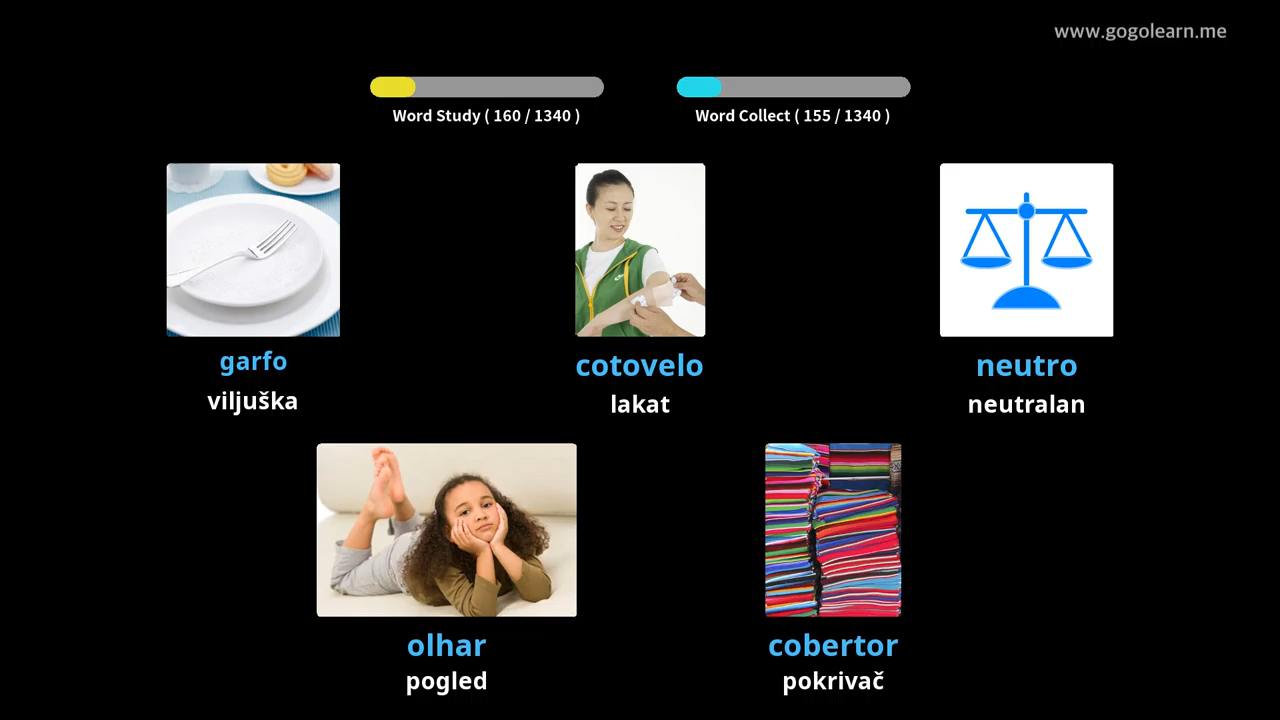 www.gogolearn.me
Word Study ( 160 / 1340 )
Word Collect ( 155 / 1340 )
garfo
viljuška
cotovelo
lakat
neutro
neutralan
olhar
pogled
cobertor
pokrivač